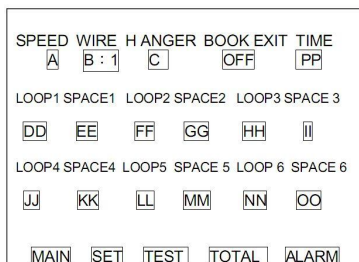 SPEED WIRE H ANGER BOOK EXIT TIME
A B : 1 C OFF PP
LOOP1 SPACE1 LOOP2 SPACE2 LOOP3 SPACE 3
DD EE FF GG HH II
LOOP4 SPACE4 LOOP5 SPACE 5 LOOP 6 SPACE 6
JJ KK LL MM NN OO
MAIN SET TEST TOTAL ALARM